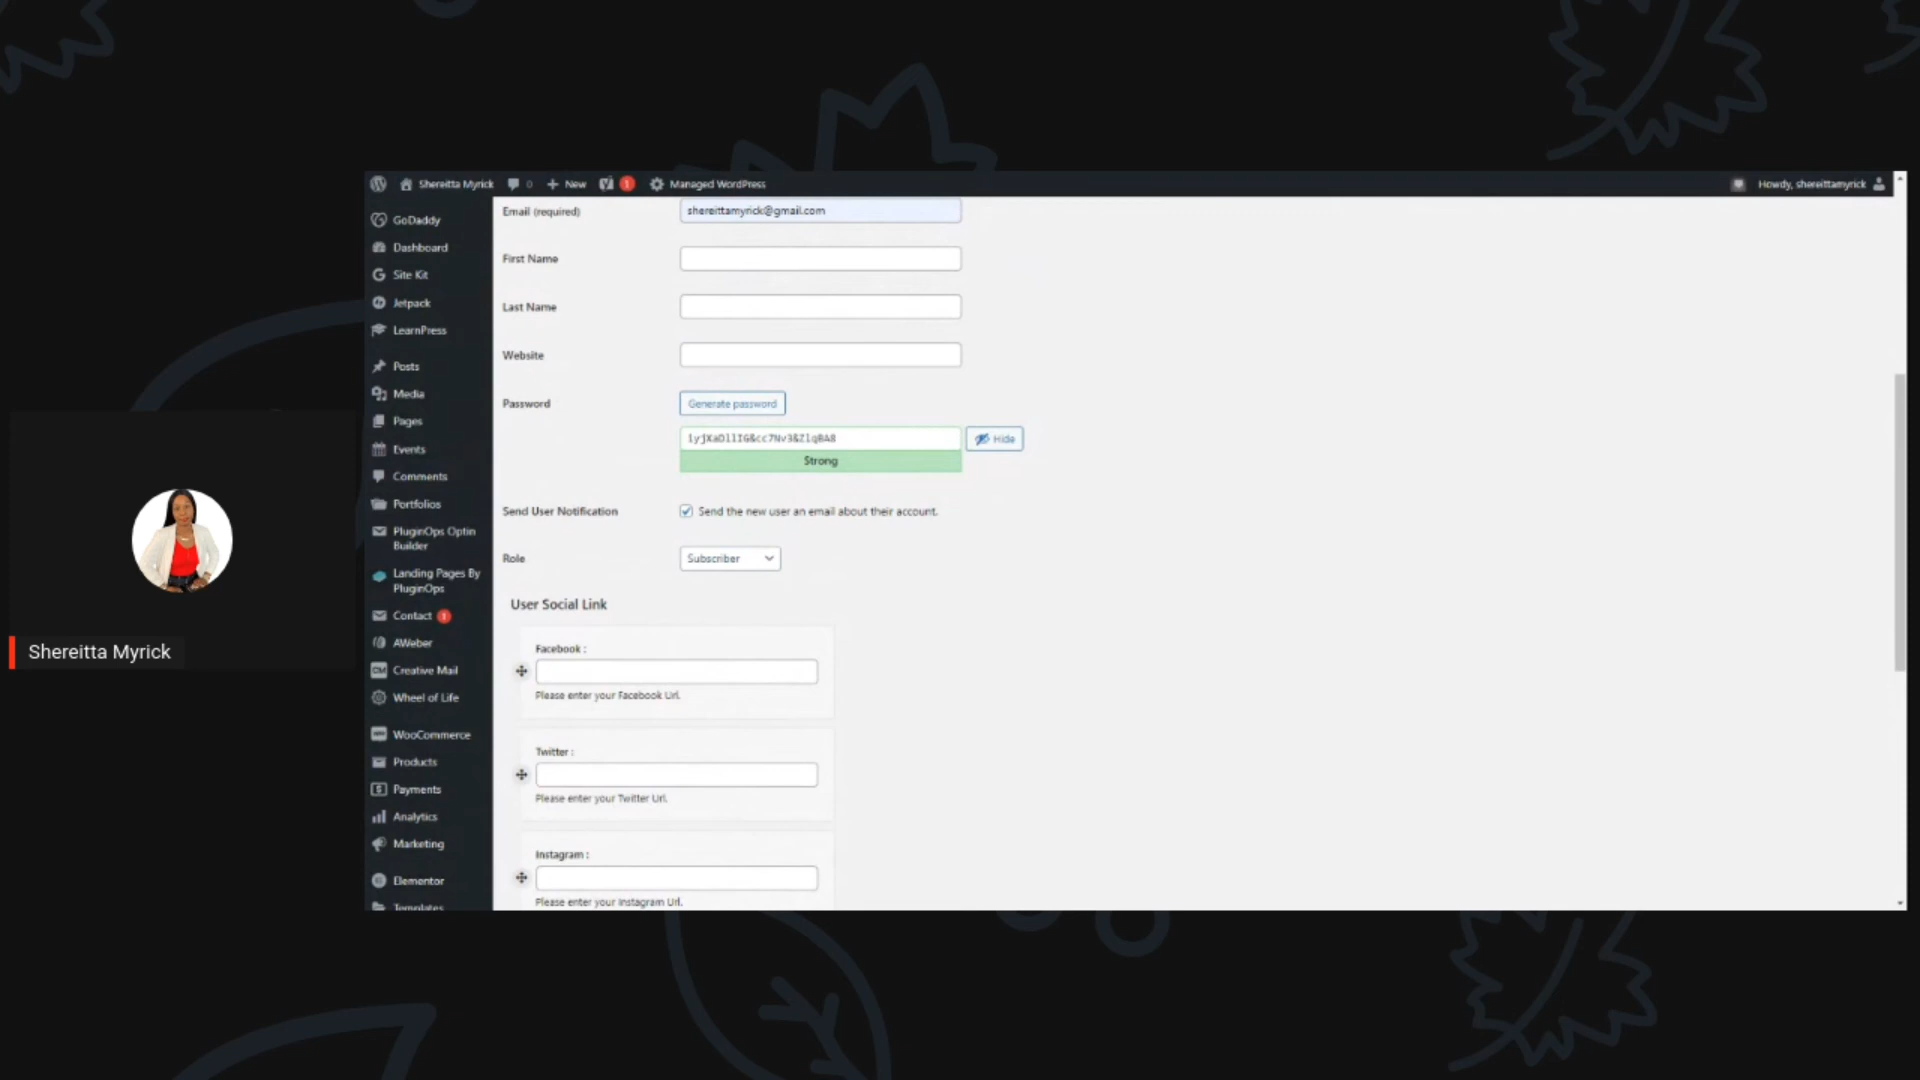 Shereitta Myrick
0
New
1
Managed WordPress
Howdy, shereittamyrick
GoDaddy
Dashboard
Site Kit
Jetpack
LearnPress
Posts
Media
Pages
Events
Comments
Portfolios
PluginOps Optin
Builder
Landing Pages By
PluginOps
Contact 1
AWeber
Creative Mail
Wheel of Life
WooCommerce
Products
Payments
Analytics
Marketing
Elementor
Templates
Email (required)
shereittamyrick@gmail.com
First Name
Last Name
Website
Password
Generate password
Hide
Strong
Send User Notification
Send the new user an email about their account.
Role
Subscriber
User Social Link
Facebook :
Please enter your Facebook Url.
Twitter :
Please enter your Twitter Url.
Instagram :
Please enter your Instagram Url.
Shereitta Myrick